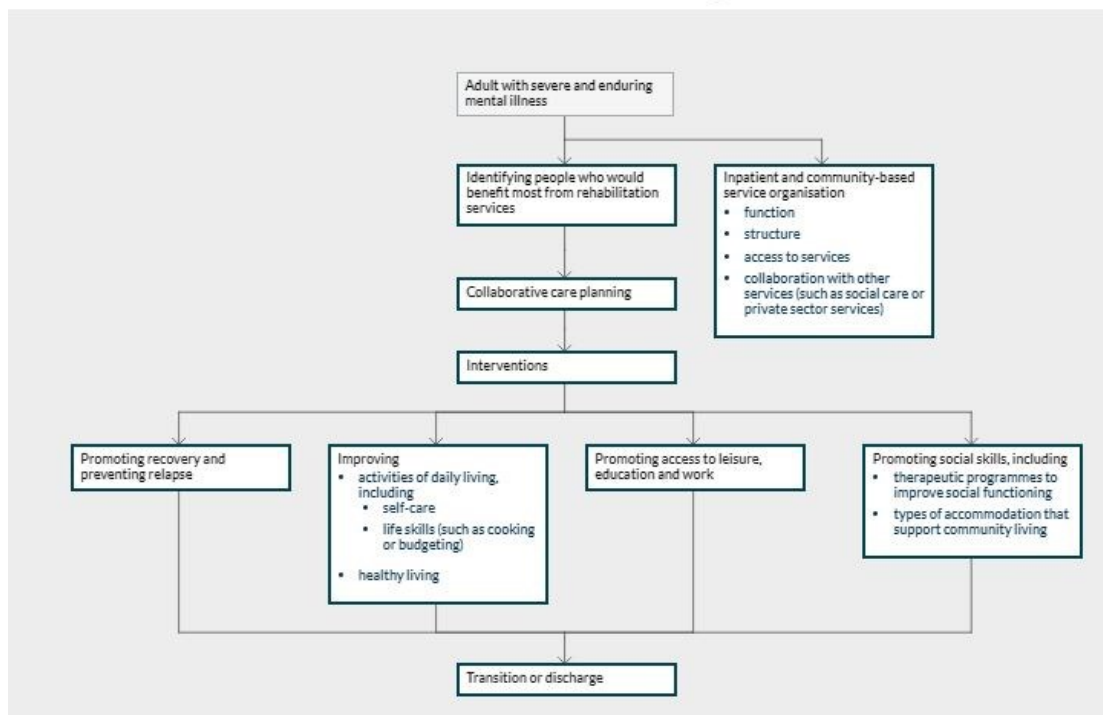 Adult with severe and enduring
mental illness
Identifying people who would
benefit most from rehabilitation
services
Inpatient and community-based
service organisation
• function
• structure
• access to services
• collaboration with other
services (such as social care or
private sector services)
Collaborative care planning
Interventions
Promoting recovery and
preventing relapse
Improving
• activities of daily living,
including
• self-care
• life skills (such as cooking
or budgeting)
• healthy living
Promoting access to leisure,
education and work
Promoting social skills, including
• therapeutic programmes to
improve social functioning
• types of accommodation that
support community living
Transition or discharge